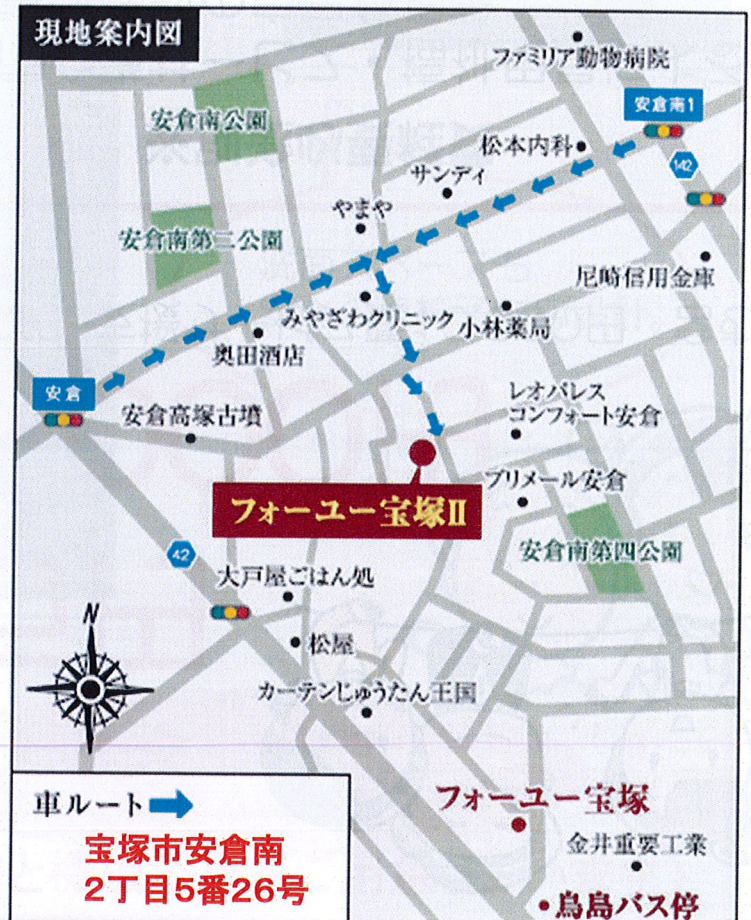 現地案内図
ファミリア動物病院
安倉南1
安倉南公園
松本内科
142
サンディ
やまや
安倉南第二公園
尼崎信用金庫
みやざわクリニック
小林薬局
奥田酒店
安倉
レオパレス
コンフォート安倉
安倉高塚古墳
プリメール安倉
フォーユー宝塚II
安倉南第四公園
42
大戸屋ごはん処
N
松屋
カーテンじゅうたん王国
車ルート
フォーユー宝塚
宝塚市安倉南
2丁目5番26号
金井重要工業
鳥島バス停